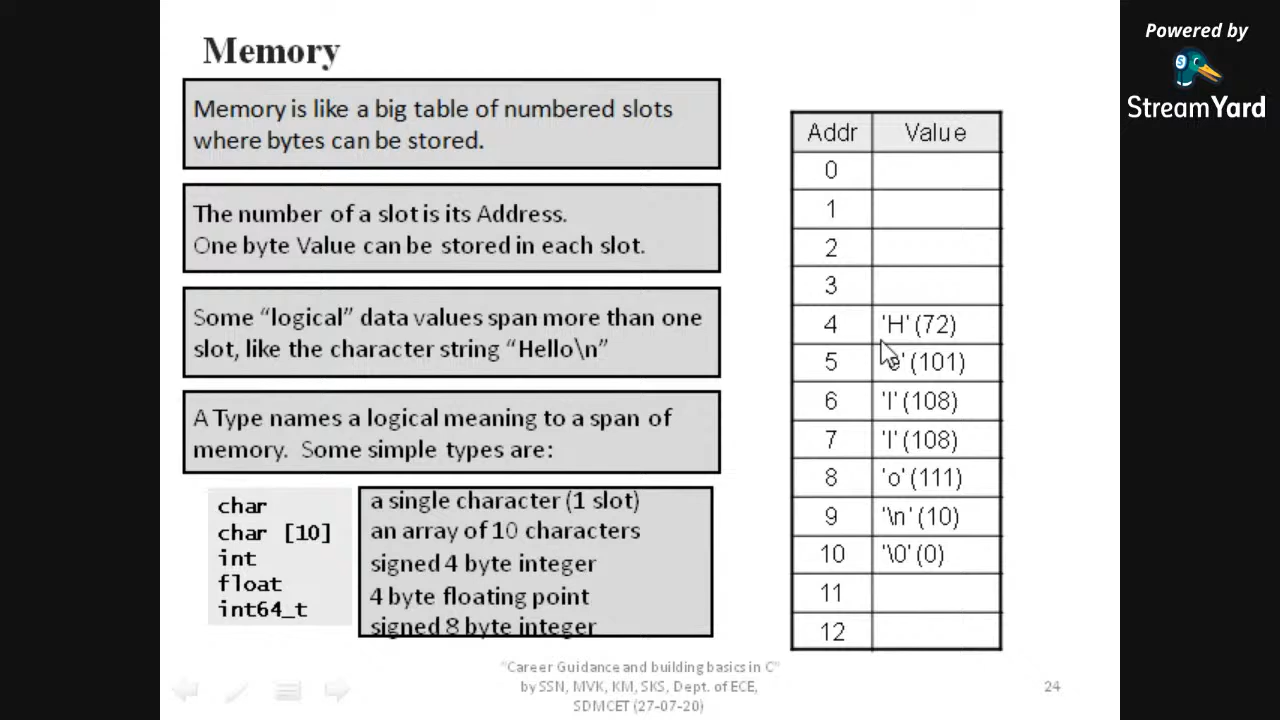 Memory
Powered by
StreamYard
Memory is like a big table of numbered slots
where bytes can be stored.
The number of a slot is its Address.
One byte Value can be stored in each slot.
Some “logical” data values span more than one
slot, like the character string “Hello\n”
A Type names a logical meaning to a span of
memory. Some simple types are:
char
char [10]
int
float
int64_t
a single character (1 slot)
an array of 10 characters
signed 4 byte integer
4 byte floating point
signed 8 byte integer
Addr Value
0
1
2
3
4 'H' (72)
5 'e' (101)
6 'l' (108)
7 'l' (108)
8 'o' (111)
9 '\n' (10)
10 '\0' (0)
11
12
"Career Guidance and building basics in C"
by SSN, MVK, KM, SKS, Dept. of ECE,
SDMCET (27-07-20)
24